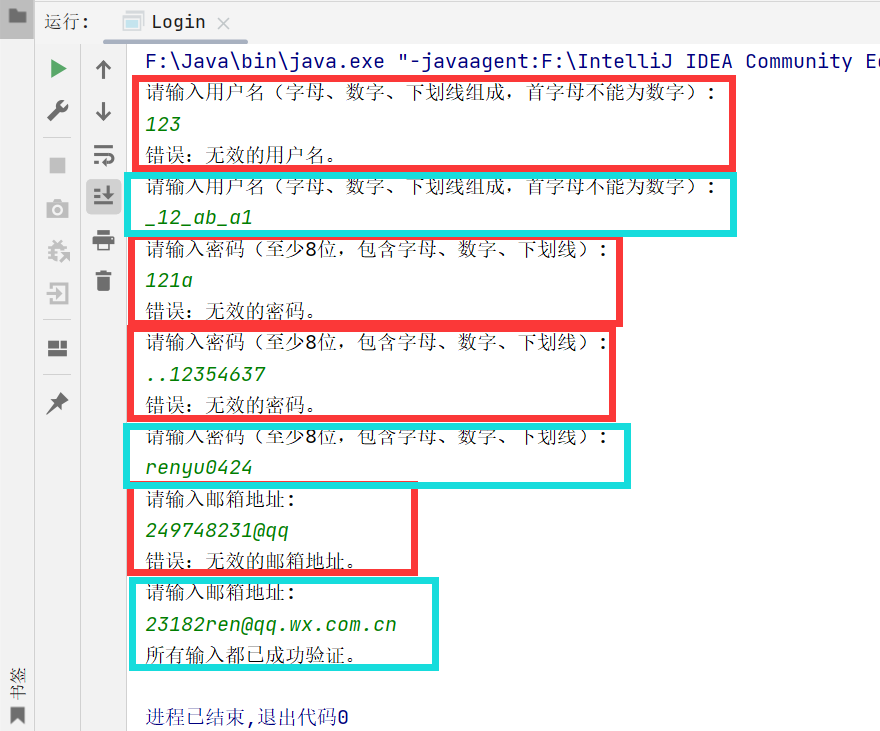 运行: Login ×
F:\Java\bin\java.exe "-javaagent:F:\IntelliJ IDEA Community
请输入用户名（字母、数字、下划线组成，首字母不能为数字）:
123
错误: 无效的用户名。
请输入用户名（字母、数字、下划线组成，首字母不能为数字）:
_12_ab_a1
请输入密码（至少8位，包含字母、数字、下划线）:
121a
错误: 无效的密码。
请输入密码（至少8位，包含字母、数字、下划线）:
..12354637
错误: 无效的密码。
请输入密码（至少8位，包含字母、数字、下划线）:
renyu0424
请输入邮箱地址:
249748231@qq
错误: 无效的邮箱地址。
请输入邮箱地址:
23182ren@qq.wx.com.cn
所有输入都已成功验证。
进程已结束,退出代码0
书签